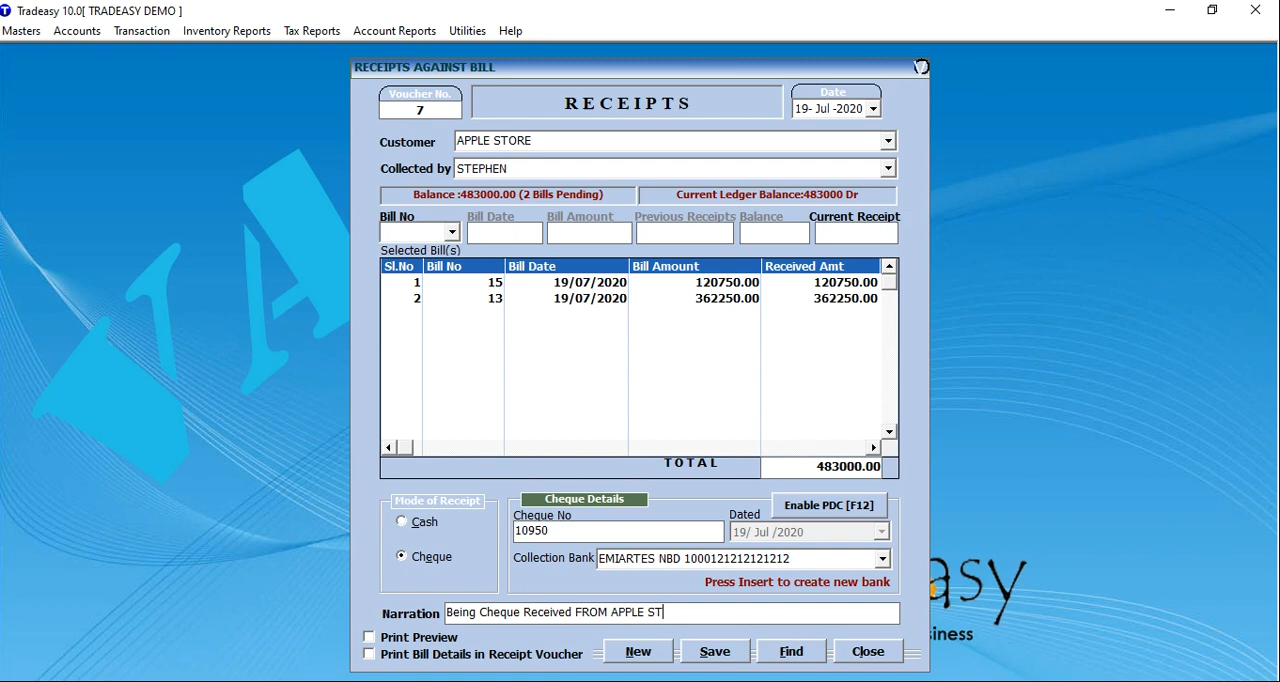 Tradeasy 10.0[ TRADEASY DEMO ]
Masters Accounts Transaction Inventory Reports Tax Reports Account Reports Utilities Help
RECEIPTS AGAINST BILL
Voucher No.
7
RECEIPTS
Date
19- Jul -2020
Customer APPLE STORE
Collected by STEPHEN
Balance :483000.00 (2 Bills Pending) Current Ledger Balance:483000 Dr
Bill No Bill Date Bill Amount Previous Receipts Balance Current Receipt
Selected Bill(s)
Sl.No Bill No Bill Date Bill Amount Received Amt
1 15 19/07/2020 120750.00 120750.00
2 13 19/07/2020 362250.00 362250.00
TOTAL 483000.00
Mode of Receipt
Cash
Cheque
Cheque Details
Enable PDC [F12]
Cheque No Dated
10950 19/ Jul /2020
Collection Bank EMIARTES NBD 1000121212121212
Press Insert to create new bank
Narration Being Cheque Received FROM APPLE ST
Print Preview
Print Bill Details in Receipt Voucher
New Save Find Close
asy
siness